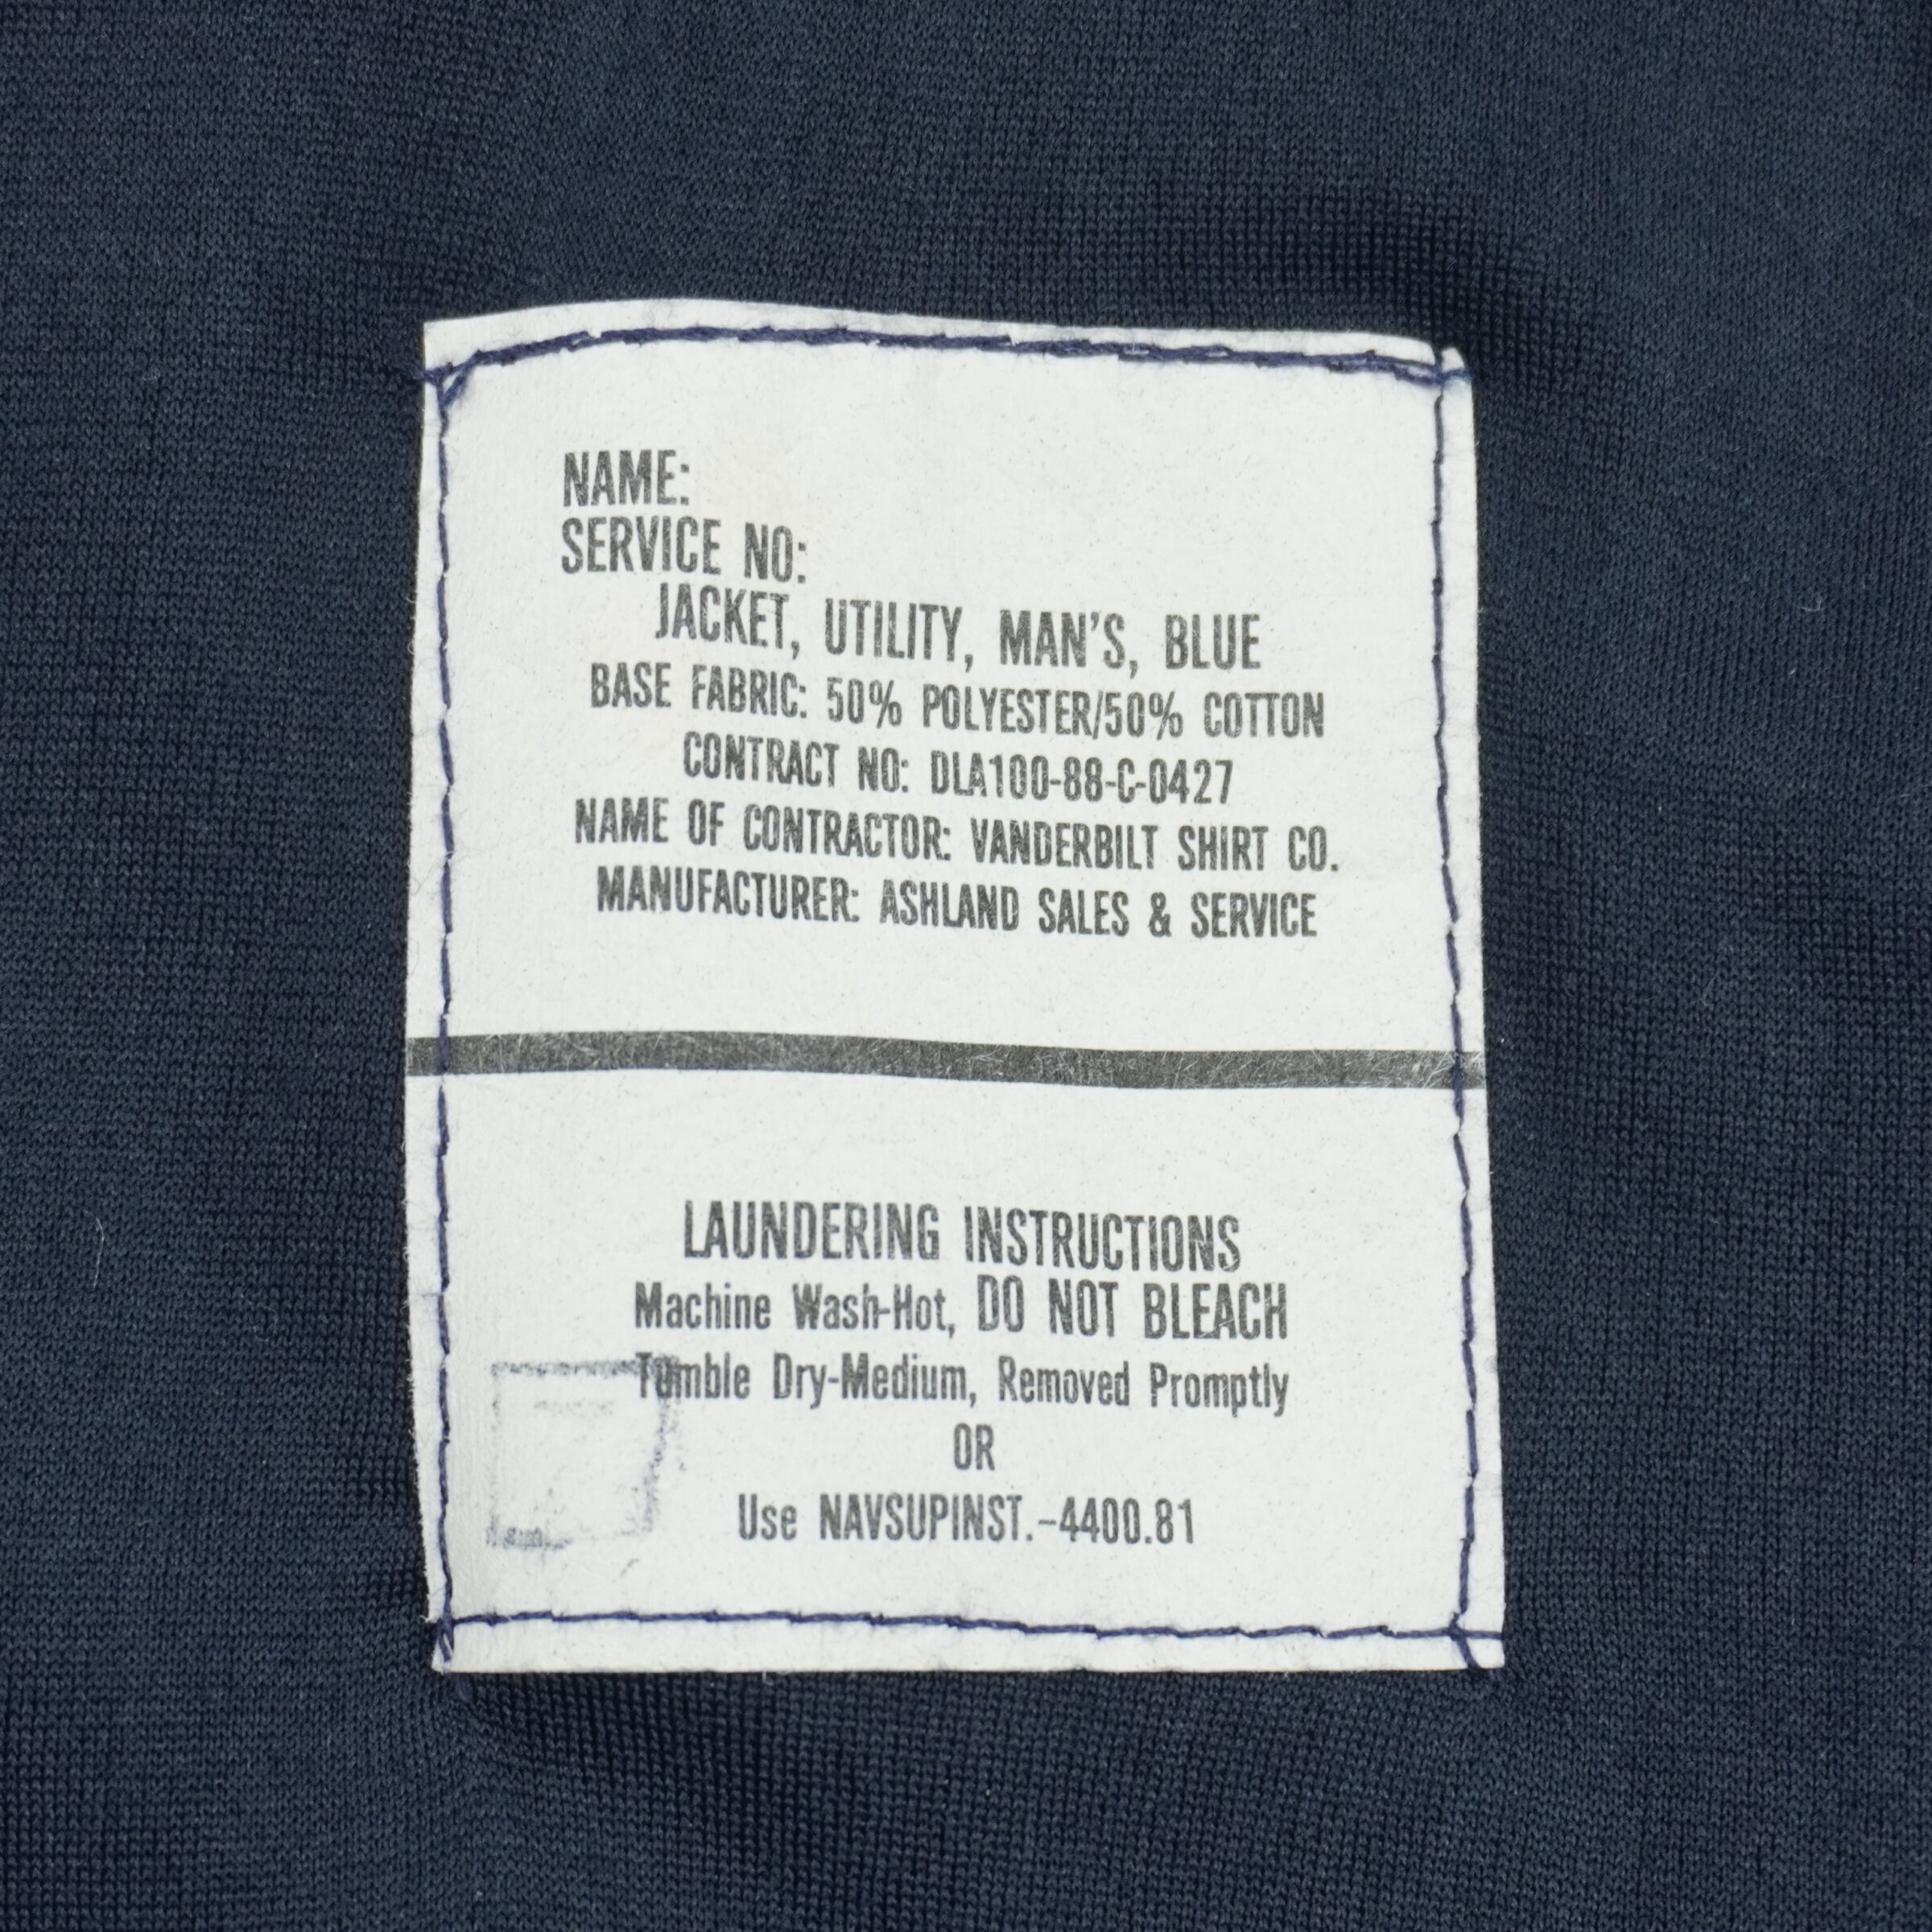 NAME:
SERVICE NO:
JACKET, UTILITY, MAN'S, BLUE
BASE FABRIC: 50% POLYESTER/50% COTTON
CONTRACT NO: DLA100-88-C-0427
NAME OF CONTRACTOR: VANDERBILT SHIRT CO.
MANUFACTURER: ASHLAND SALES & SERVICE
LAUNDERING INSTRUCTIONS
Machine Wash-Hot, DO NOT BLEACH
Tumble Dry-Medium, Removed Promptly
OR
Use NAVSUPINST.-4400.81